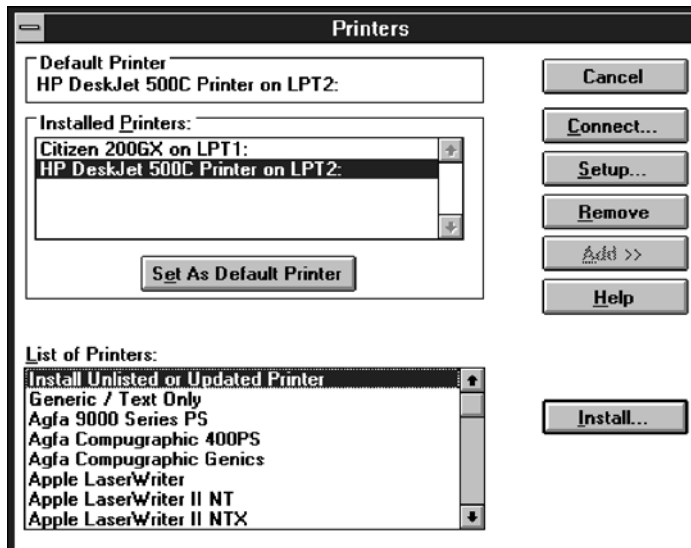 Printers
Default Printer
HP DeskJet 500C Printer on LPT2:
Cancel
Installed Printers:
Citizen 200GX on LPT1:
HP DeskJet 500C Printer on LPT2:
Connect...
Setup...
Remove
Add >>
Help
Set As Default Printer
List of Printers:
Install Unlisted or Updated Printer
Generic / Text Only
Agfa 9000 Series PS
Agfa Compugraphic 400PS
Agfa Compugraphic Genics
Apple LaserWriter
Apple LaserWriter II NT
Apple LaserWriter II NTX
Install...